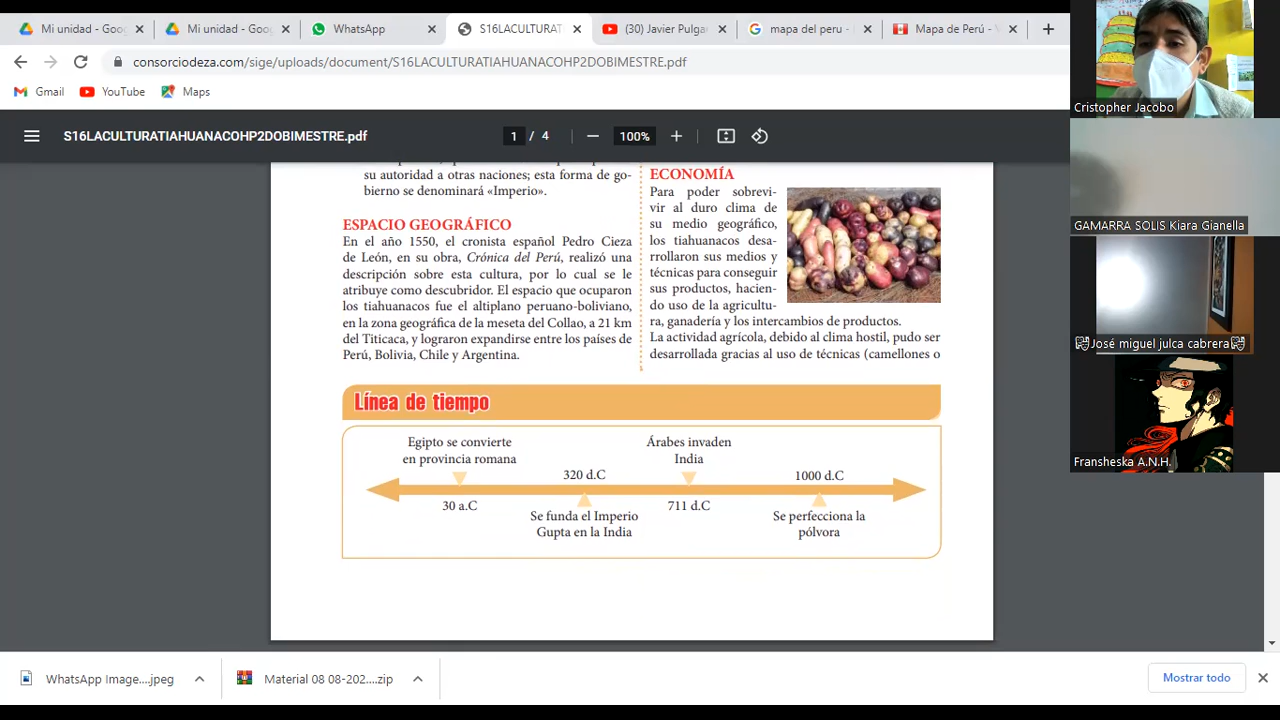 Mi unidad - Goog
Mi unidad - Goog
WhatsApp
S16LACULTURAT
(30) Javier Pulgar
mapa del peru
Mapa de Perú - V
consorciodeza.com/sige/uploads/document/S16LACULTURATIAHUANACOHP2DOBIMESTRE.pdf
Gmail
YouTube
Maps
S16LACULTURATIAHUANACOHP2DOBIMESTRE.pdf
1 / 4
100%
su autoridad a otras naciones; esta forma de go-
bierno se denominará «Imperio».
ESPACIO GEOGRÁFICO
En el año 1550, el cronista español Pedro Cieza
de León, en su obra, Crónica del Perú, realizó una
descripción sobre esta cultura, por lo cual se le
atribuye como descubridor. El espacio que ocuparon
los tiahuanacos fue el altiplano peruano-boliviano,
en la zona geográfica de la meseta del Collao, a 21 km
del Titicaca, y lograron expandirse entre los países de
Perú, Bolivia, Chile y Argentina.
ECONOMÍA
Para poder sobrevi-
vir al duro clima de
su medio geográfico,
los tiahuanacos desa-
rrollaron sus medios y
técnicas para conseguir
sus productos, hacien-
do uso de la agricultu-
ra, ganadería y los intercambios de productos.
La actividad agrícola, debido al clima hostil, pudo ser
desarrollada gracias al uso de técnicas (camellones o
Línea de tiempo
Egipto se convierte
en provincia romana
30 a.C
320 d.C
Se funda el Imperio
Gupta en la India
Árabes invaden
India
711 d.C
1000 d.C
Se perfecciona la
pólvora
Cristopher Jacobo
GAMARRA SOLIS Kiara Gianella
José miguel julca cabrera
Fransheska A.N.H.
WhatsApp Image....jpeg
Material 08 08-202....zip
Mostrar todo